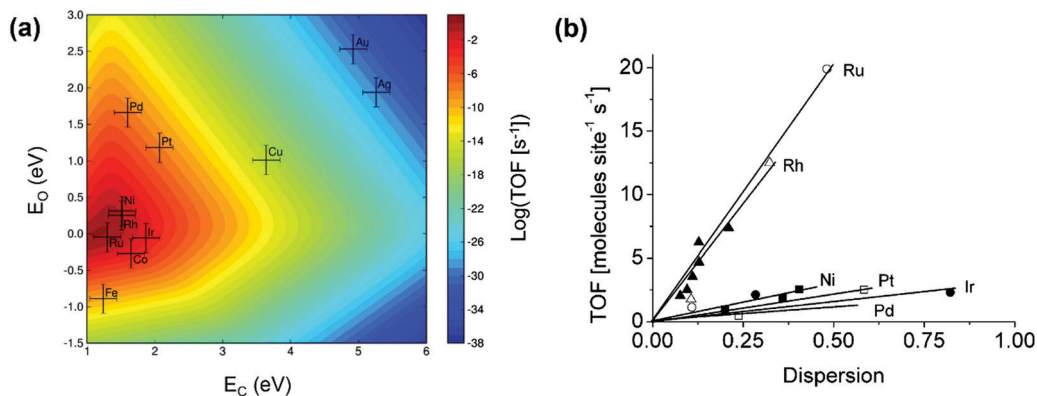 (a)
E_O (eV)
3.0
2.5
2.0
1.5
1.0
0.5
0.0
-0.5
-1.0
-1.5
1
2
3
4
5
6
E_C (eV)
Au
Ag
Pd
Pt
Cu
Ni
Rh
Ru
Ir
Co
Fe
-2
-6
-10
-14
-18
-22
-26
-30
-34
-38
Log(TOF [s⁻¹])
(b)
TOF [molecules site⁻¹ s⁻¹]
20
15
10
5
0
0.00
0.25
0.50
0.75
1.00
Dispersion
Ru
Rh
Ni
Pt
Ir
Pd